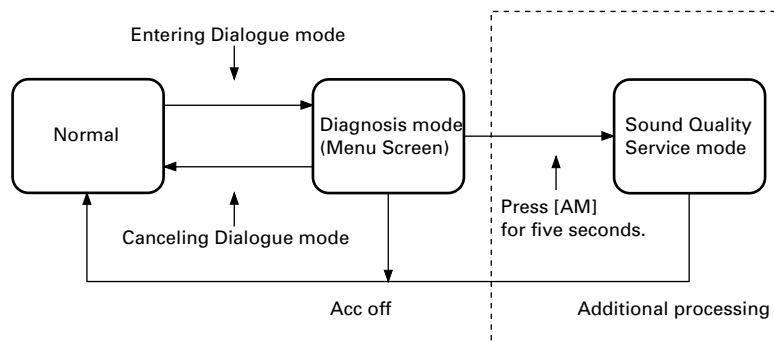 Entering Dialogue mode
Normal
Diagnosis mode
(Menu Screen)
Sound Quality
Service mode
Canceling Dialogue mode
Press [AM]
for five seconds.
Acc off
Additional processing